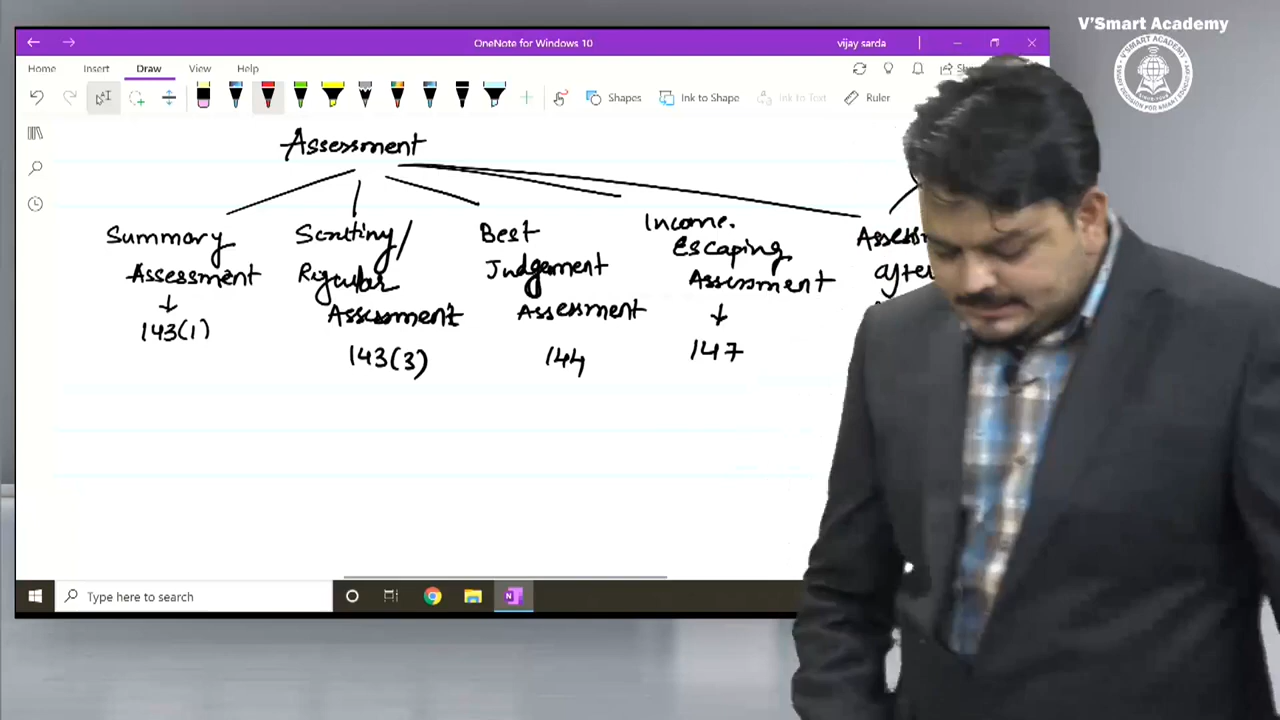 V'Smart Academy
OneNote for Windows 10
vijay sarda
Home
Insert
Draw
View
Help
Shapes
Ink to Shape
Ink to Text
Ruler
Assessment
Summary
Assessment
143(1)
Scrutiny/
Regular
Assessment
143(3)
Best
Judgement
Assessment
144
Income.
Escaping
Assessment
147
after
Type here to search